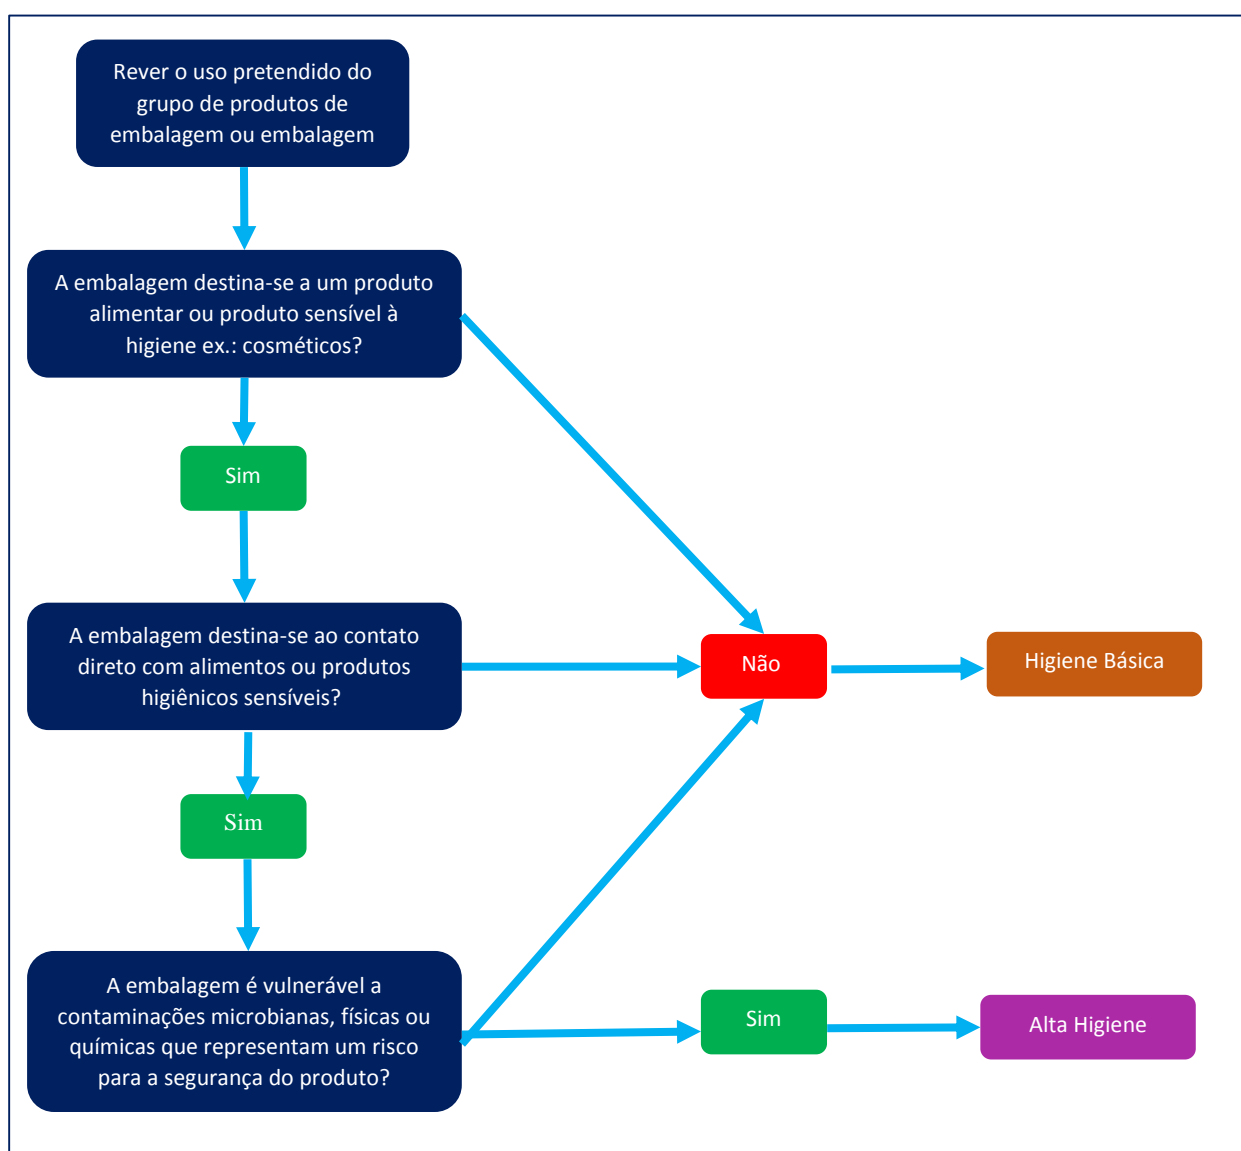 Rever o uso pretendido do
grupo de produtos de
embalagem ou embalagem
A embalagem destina-se a um produto
alimentar ou produto sensível à
higiene ex.: cosméticos?
Sim
A embalagem destina-se ao contato
direto com alimentos ou produtos
higiênicos sensíveis?
Não
Higiene Básica
Sim
A embalagem é vulnerável a
contaminações microbianas, físicas ou
químicas que representam um risco
para a segurança do produto?
Sim
Alta Higiene